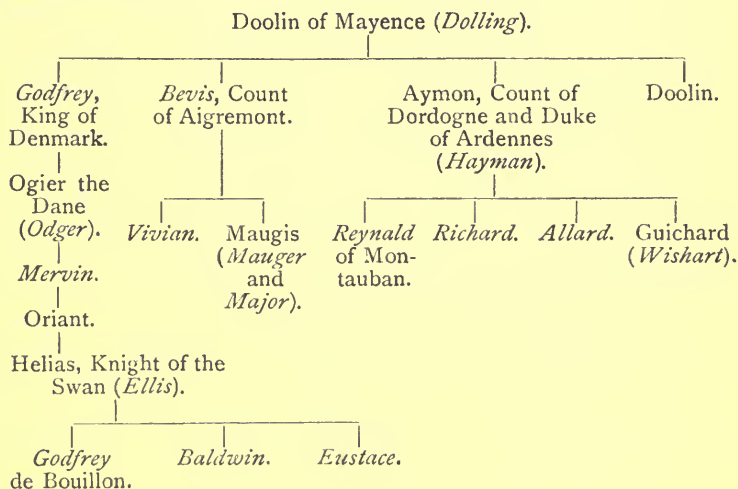 Doolin of Mayence (Dolling).
Godfrey,
King of
Denmark.
Bevis, Count
of Aigremont.
Aymon, Count of
Dordogne and Duke
of Ardennes
(Hayman).
Doolin.
Ogier the
Dane
(Odger).
Vivian.
Maugis
(Mauger
and
Major).
Reynald
of Mon-
tauban.
Richard.
Allard.
Guichard
(Wishart).
Mervin.
Oriant.
Helias, Knight of the
Swan (Ellis).
Godfrey
de Bouillon.
Baldwin.
Eustace.